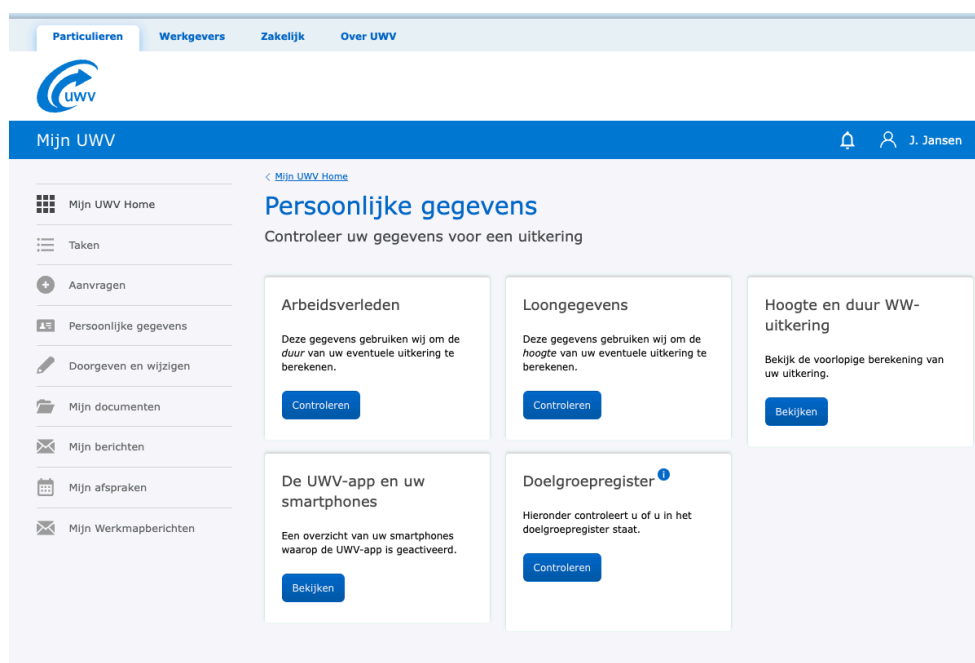 Particulieren Werkgevers Zakelijk Over UWV
UWV
Mijn UWV
J. Jansen
Mijn UWV Home
Taken
Aanvragen
Persoonlijke gegevens
Doorgeven en wijzigen
Mijn documenten
Mijn berichten
Mijn afspraken
Mijn Werkmapberichten
< Mijn UWV Home
Persoonlijke gegevens
Controleer uw gegevens voor een uitkering
Arbeidsverleden
Deze gegevens gebruiken wij om de
duur van uw eventuele uitkering te
berekenen.
Controleren
Loongegevens
Deze gegevens gebruiken wij om de
hoogte van uw eventuele uitkering te
berekenen.
Controleren
Hoogte en duur WW-
uitkering
Bekijk de voorlopige berekening van
uw uitkering.
Bekijken
De UWV-app en uw
smartphones
Een overzicht van uw smartphones
waarop de UWV-app is geactiveerd.
Bekijken
Doelgroepregister i
Hieronder controleert u of u in het
doelgroepregister staat.
Controleren